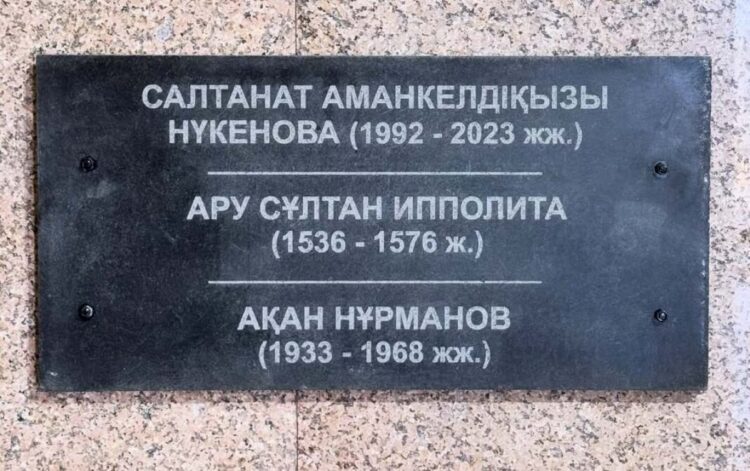 САЛТАНАТ АМАНКЕЛДІҚЫЗЫ
НҮКЕНОВА (1992 - 2023 жж.)
АРУ СҰЛТАН ИППОЛИТА
(1536 - 1576 ж.)
АҚАН НҰРМАНОВ
(1933 - 1968 жж.)